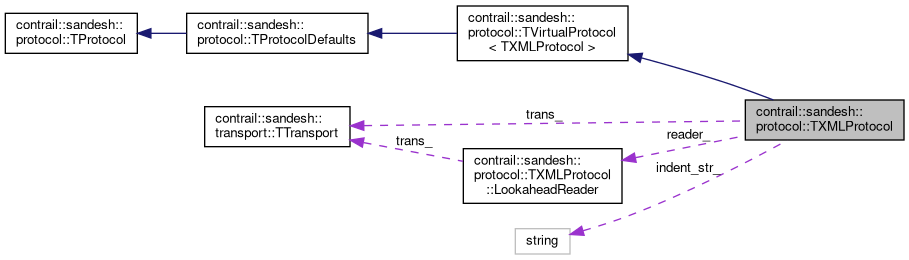 contrail::sandesh::
protocol::TProtocol
contrail::sandesh::
protocol::TProtocolDefaults
contrail::sandesh::
protocol::TVirtualProtocol
< TXMLProtocol >
contrail::sandesh::
transport::TTransport
trans_
contrail::sandesh::
protocol::TXMLProtocol
trans_
reader_
contrail::sandesh::
protocol::TXMLProtocol
::LookaheadReader
indent_str_
string